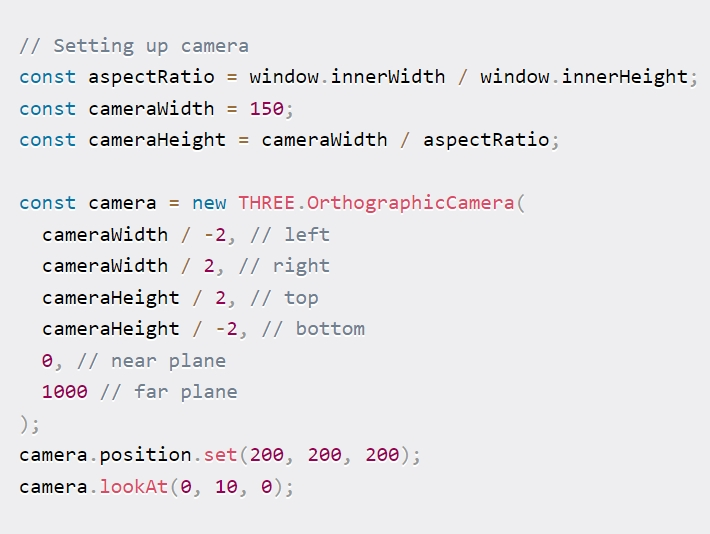 // Setting up camera
const aspectRatio = window.innerWidth / window.innerHeight;
const cameraWidth = 150;
const cameraHeight = cameraWidth / aspectRatio;
const camera = new THREE.OrthographicCamera(
cameraWidth / -2, // left
cameraWidth / 2, // right
cameraHeight / 2, // top
cameraHeight / -2, // bottom
0, // near plane
1000 // far plane
);
camera.position.set(200, 200, 200);
camera.lookAt(0, 10, 0);